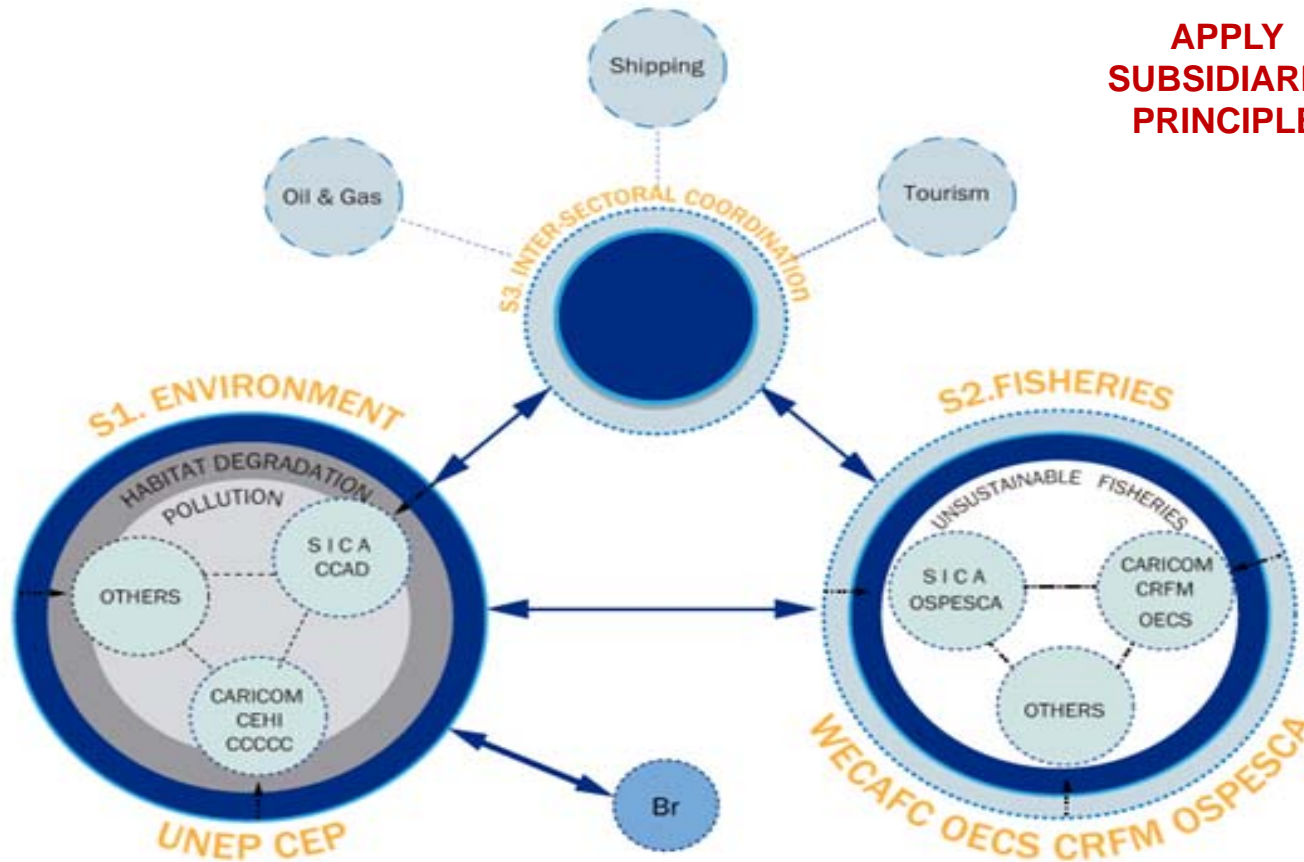 APPLY
SUBSIDIARI
PRINCIPLE
Shipping
Oil & Gas
Tourism
S3. INTER-SECTORAL COORDINATION
S1. ENVIRONMENT
HABITAT DEGRADATION
POLLUTION
SICA
CCAD
OTHERS
CARICOM
CEHI
CCCCC
UNEP CEP
Br
S2.FISHERIES
UNSUSTAINABLE FISHERIES
SICA
OSPESCA
CARICOM
CRFM
OECS
OTHERS
WECAFC OECS CRFM OSPESCA